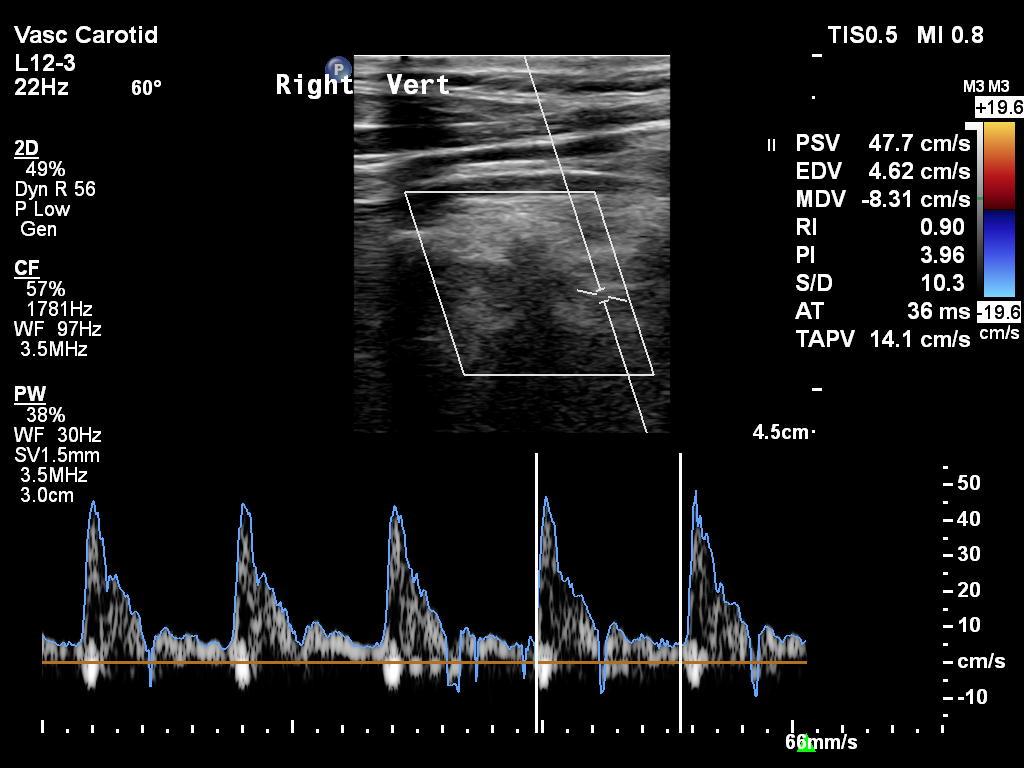 Vasc Carotid
TIS0.5 MI 0.8
L12-3
22Hz 60°
P
Right Vert
M3 M3
+19.6
2D
49%
Dyn R 56
P Low
Gen
CF
57%
1781Hz
WF 97Hz
3.5MHz
PW
38%
WF 30Hz
SV1.5mm
3.5MHz
3.0cm
PSV 47.7 cm/s
EDV 4.62 cm/s
MDV -8.31 cm/s
RI 0.90
PI 3.96
S/D 10.3
AT 36 ms
TAPV 14.1 cm/s
-19.6
cm/s
4.5cm
50
40
30
20
10
cm/s
-10
66mm/s